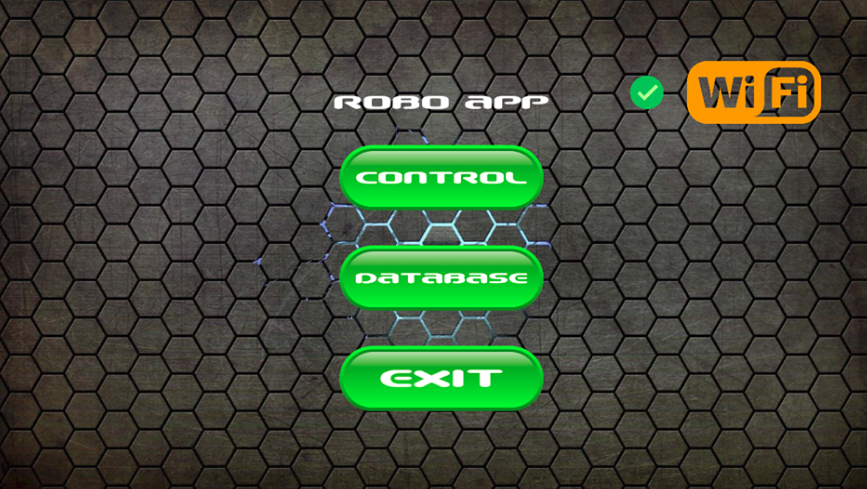 ROBO APP
WiFi
CONTROL
DATABASE
EXIT